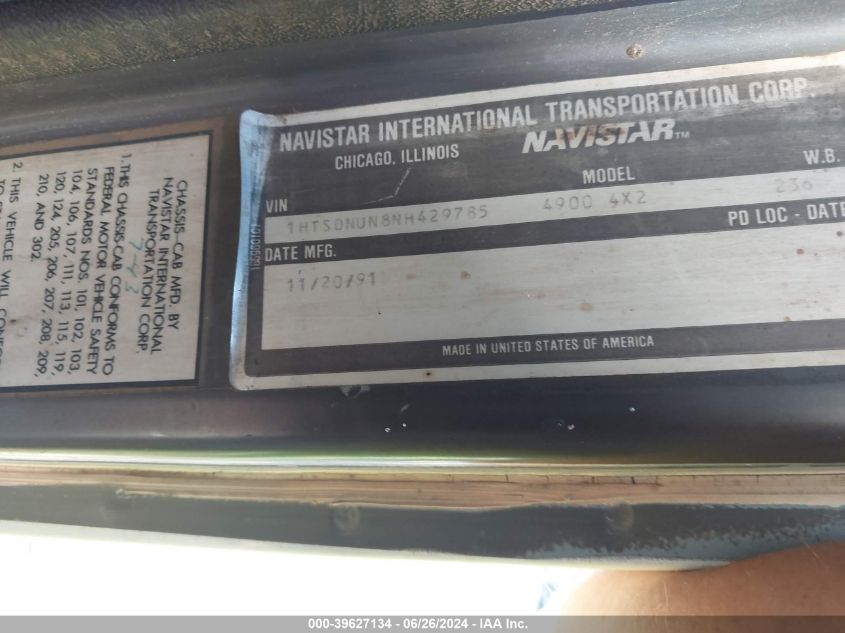 NAVISTAR INTERNATIONAL TRANSPORTATION CORP.
CHICAGO, ILLINOIS
NAVISTAR™
MODEL
W.B.
VIN
1HTSDNUN8NH429785
4900 4X2
236
DATE MFG.
PD LOC - DATE
11/20/91
MADE IN UNITED STATES OF AMERICA
CHASSIS-CAB MFD. BY
NAVISTAR INTERNATIONAL
TRANSPORTATION CORP.
7-43
1. THIS CHASSIS-CAB CONFORMS TO
FEDERAL MOTOR VEHICLE SAFETY
STANDARDS NOS. 101, 102, 103,
104, 106, 107, 111, 113, 115, 119,
120, 124, 205, 206, 207, 208, 209,
210, AND 302.
2. THIS VEHICLE WILL
000-39627134 - 06/26/2024 - IAA Inc.